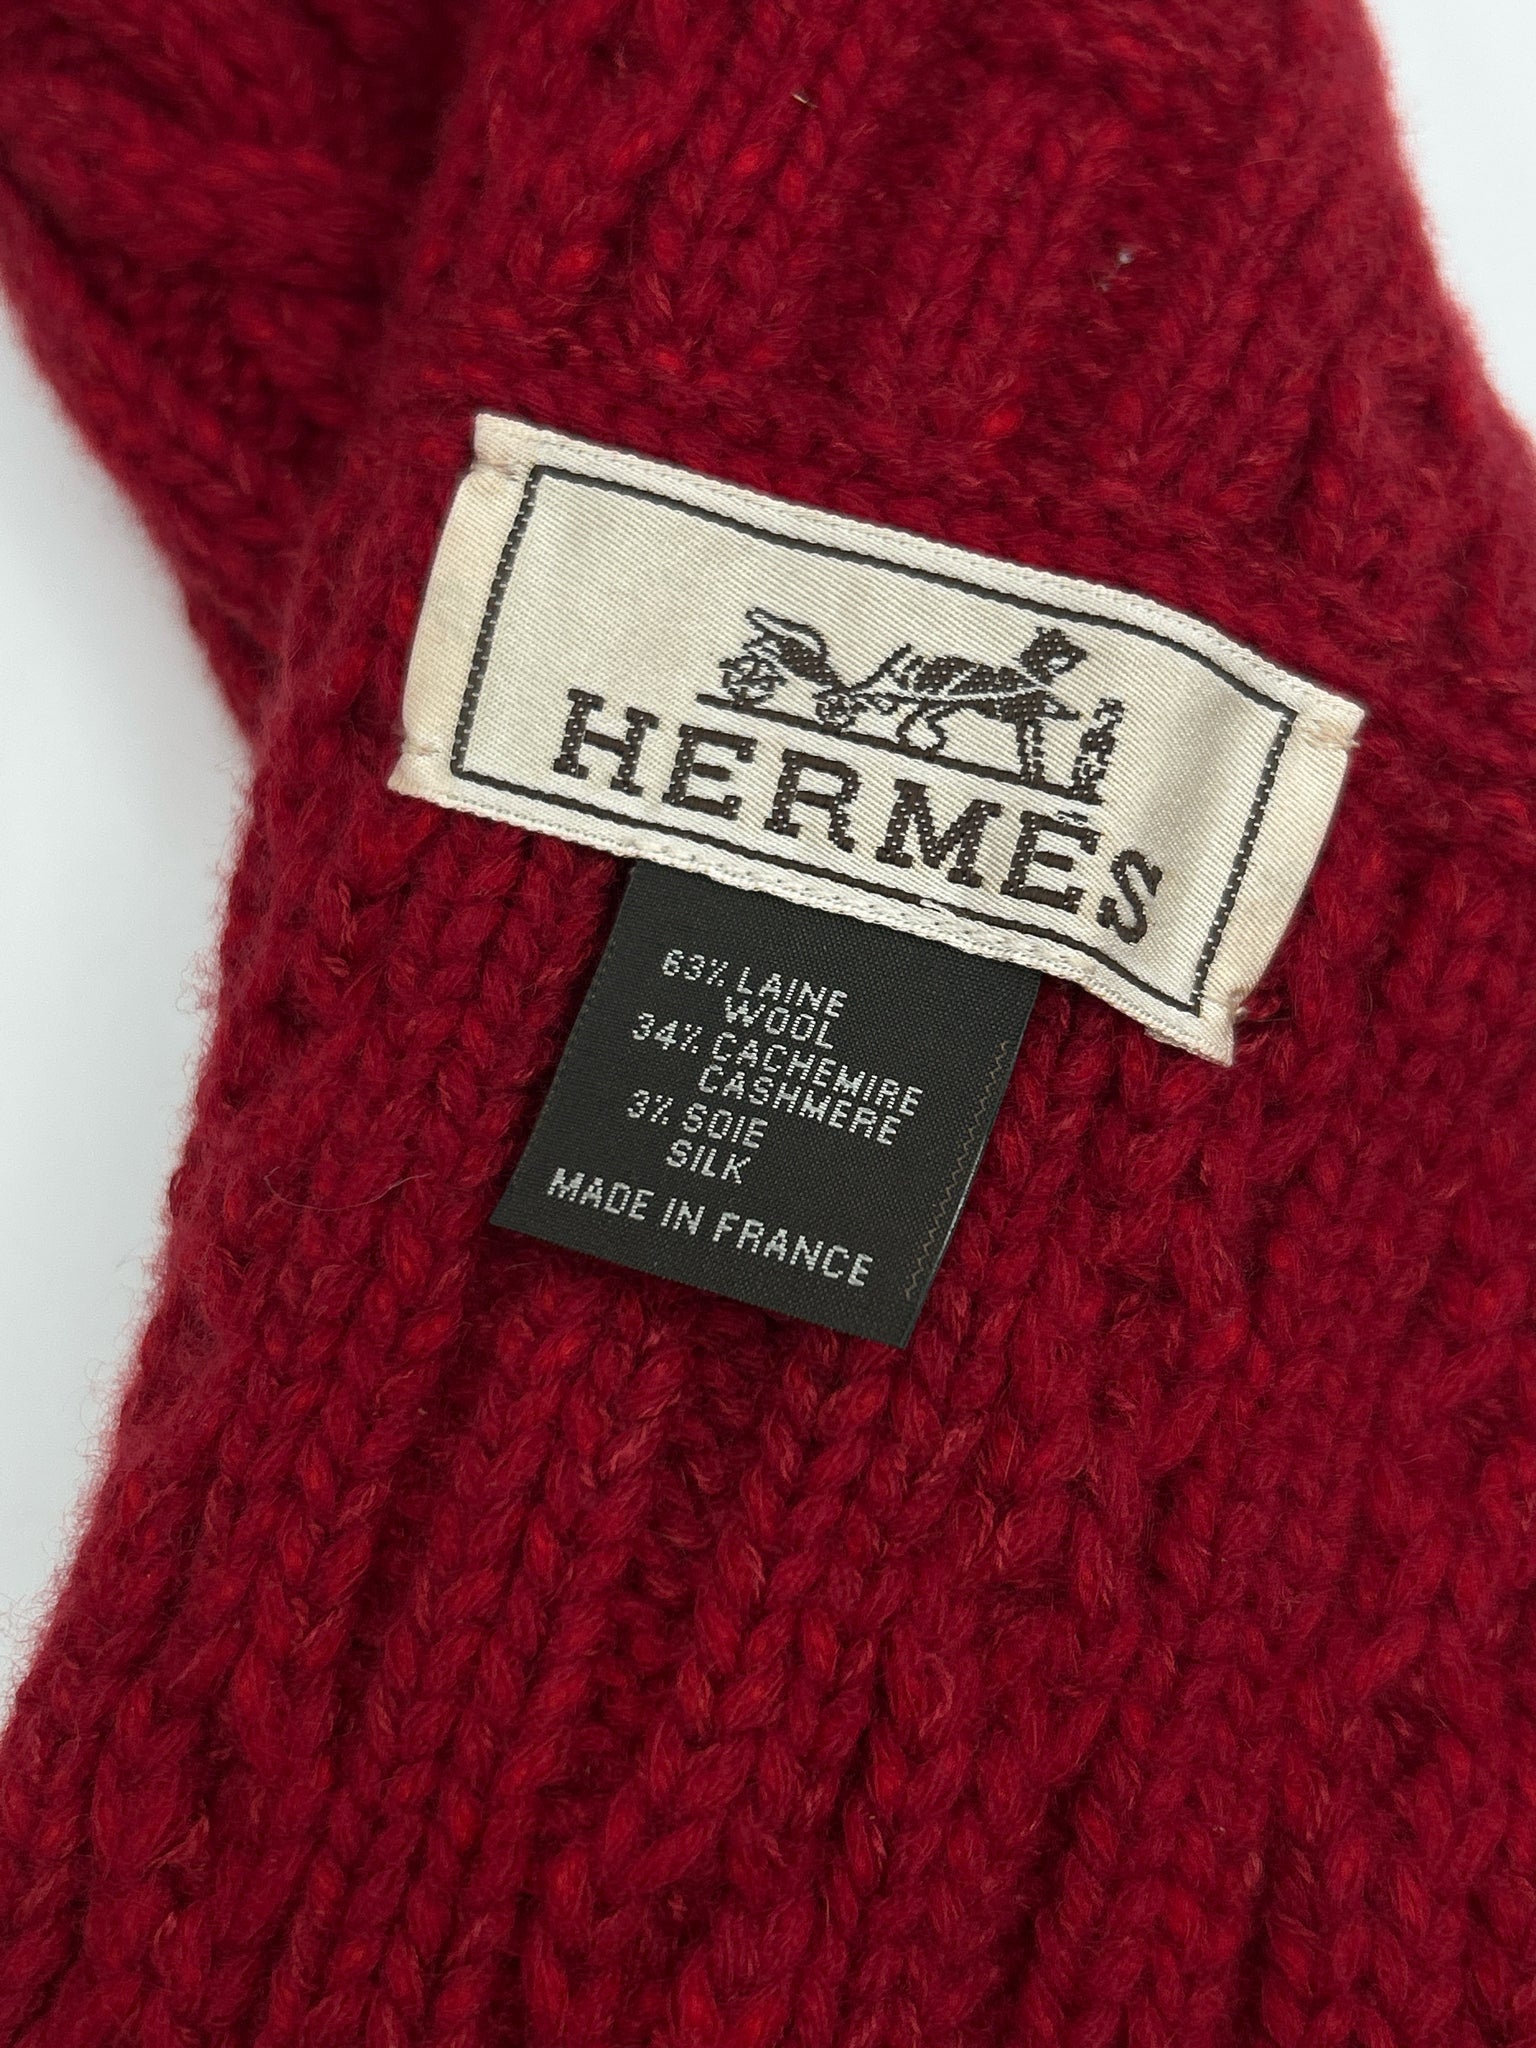 HERMES
63% LAINE
WOOL
34% CACHEMIRE
CASHMERE
3% SOIE
SILK
MADE IN FRANCE